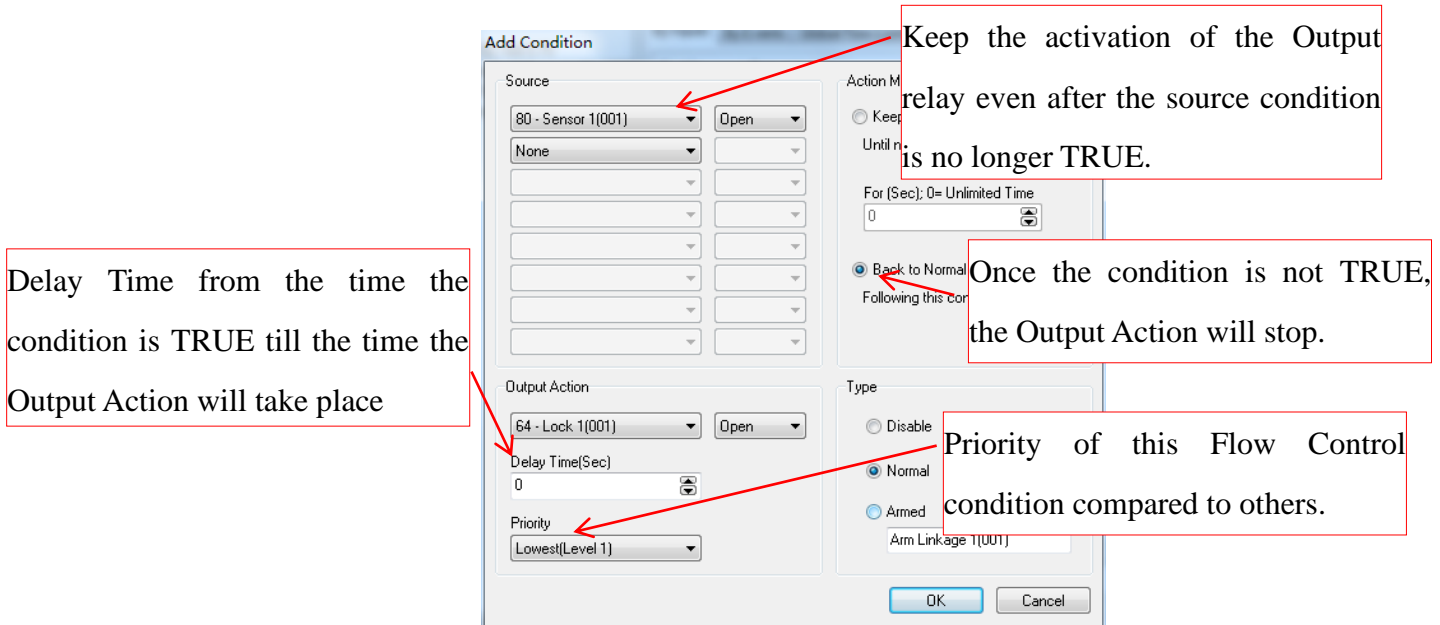 Add Condition
Source
80 - Sensor 1(001)
Open
None
Output Action
64 - Lock 1(001)
Open
Delay Time(Sec)
0
Priority
Lowest(Level 1)
Action M
Keep
Until n
For (Sec); 0= Unlimited Time
0
Back to Normal
Following this con
Type
Disable
Normal
Armed
Arm Linkage 1(001)
OK
Cancel
Keep the activation of the Output
relay even after the source condition
is no longer TRUE.
Delay Time from the time the
condition is TRUE till the time the
Output Action will take place
Once the condition is not TRUE,
the Output Action will stop.
Priority of this Flow Control
condition compared to others.